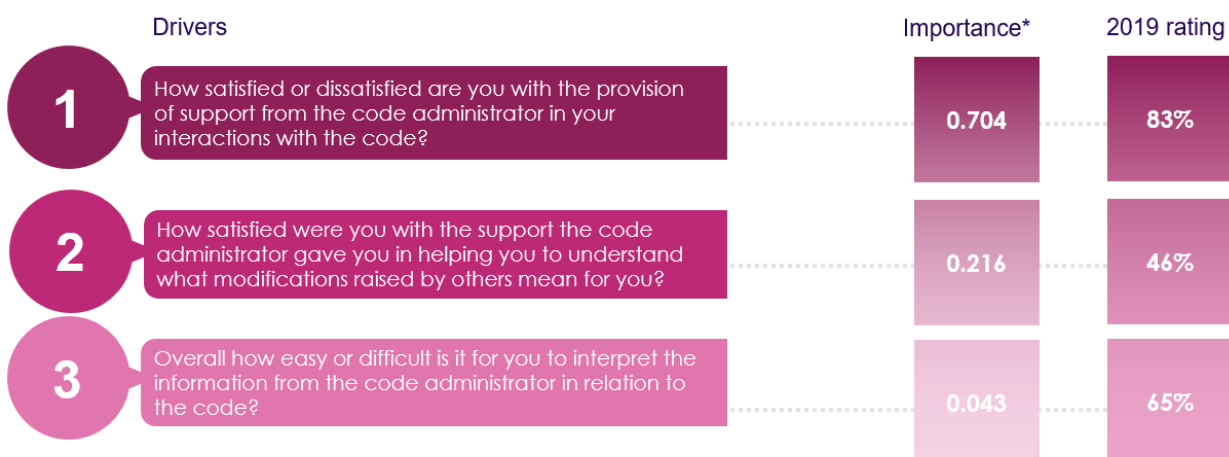 Drivers
Importance*
2019 rating
1
How satisfied or dissatisfied are you with the provision
of support from the code administrator in your
interactions with the code?
0.704
83%
2
How satisfied were you with the support the code
administrator gave you in helping you to understand
what modifications raised by others mean for you?
0.216
46%
3
Overall how easy or difficult is it for you to interpret the
information from the code administrator in relation to
the code?
0.043
65%